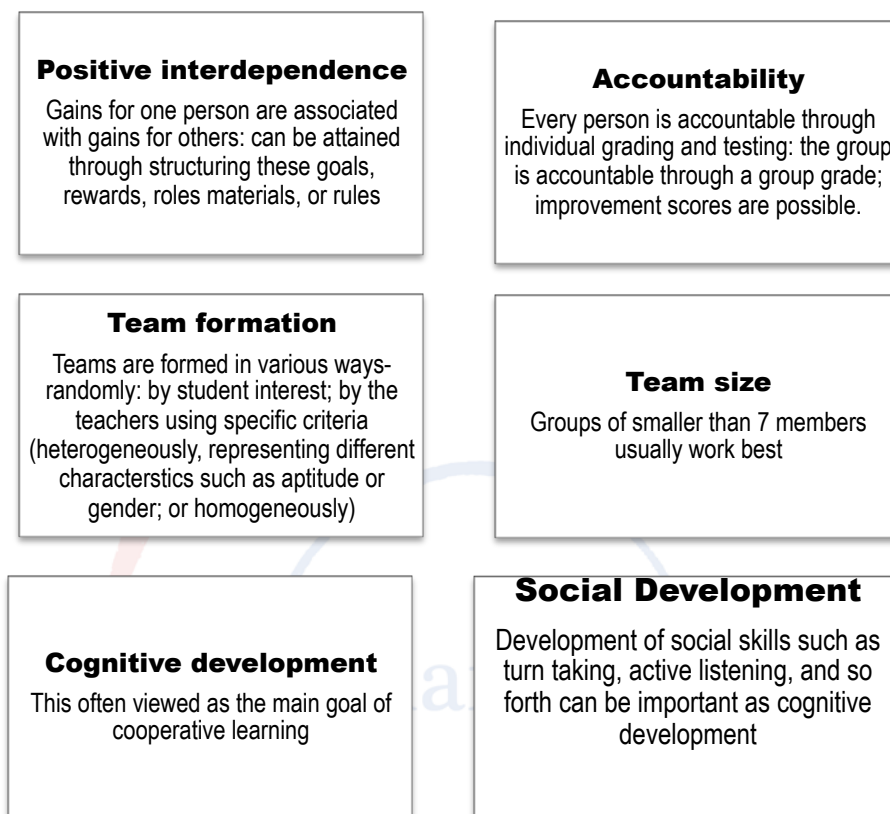 Positive interdependence
Gains for one person are associated
with gains for others: can be attained
through structuring these goals,
rewards, roles materials, or rules
Accountability
Every person is accountable through
individual grading and testing: the group
is accountable through a group grade;
improvement scores are possible.
Team formation
Teams are formed in various ways-
randomly: by student interest; by the
teachers using specific criteria
(heterogeneously, representing different
characterstics such as aptitude or
gender; or homogeneously)
Team size
Groups of smaller than 7 members
usually work best
Cognitive development
This often viewed as the main goal of
cooperative learning
Social Development
Development of social skills such as
turn taking, active listening, and so
forth can be important as cognitive
development